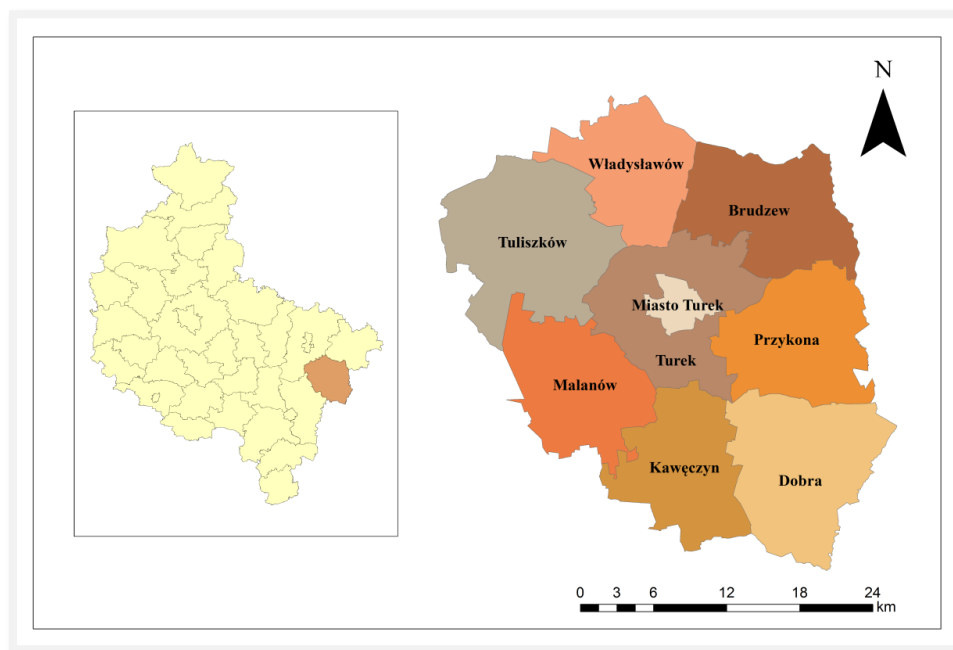 N
Władysławów
Brudzew
Tuliszków
Miasto Turek
Przykona
Turek
Malanów
Kawęczyn
Dobra
0 3 6 12 18 24
km